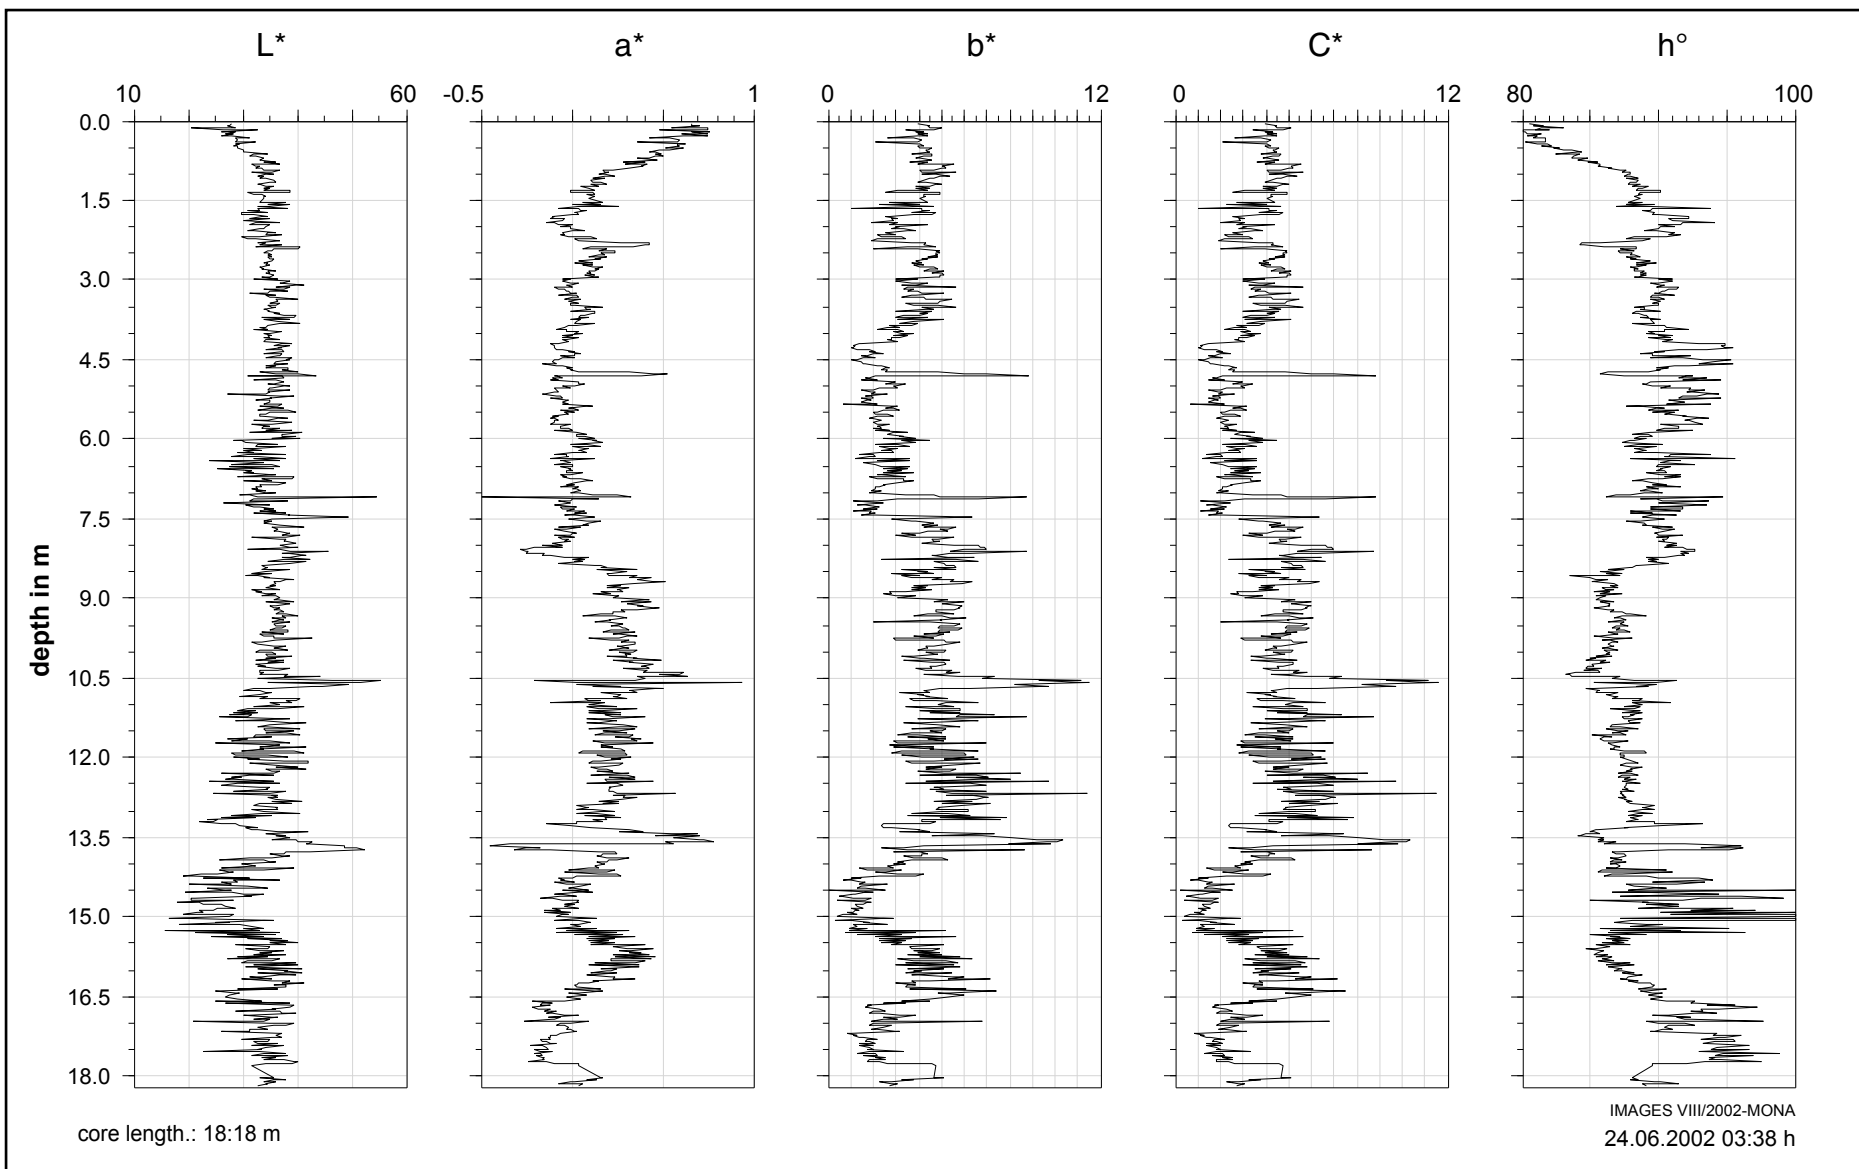 L* a* b* C* h°
10 60 -0.5 1 0 12 0 12 80 100
0.0
1.5
3.0
4.5
6.0
7.5
9.0
10.5
12.0
13.5
15.0
16.5
18.0
depth in m
IMAGES VIII/2002-MONA
core length.: 18:18 m
24.06.2002 03:38 h